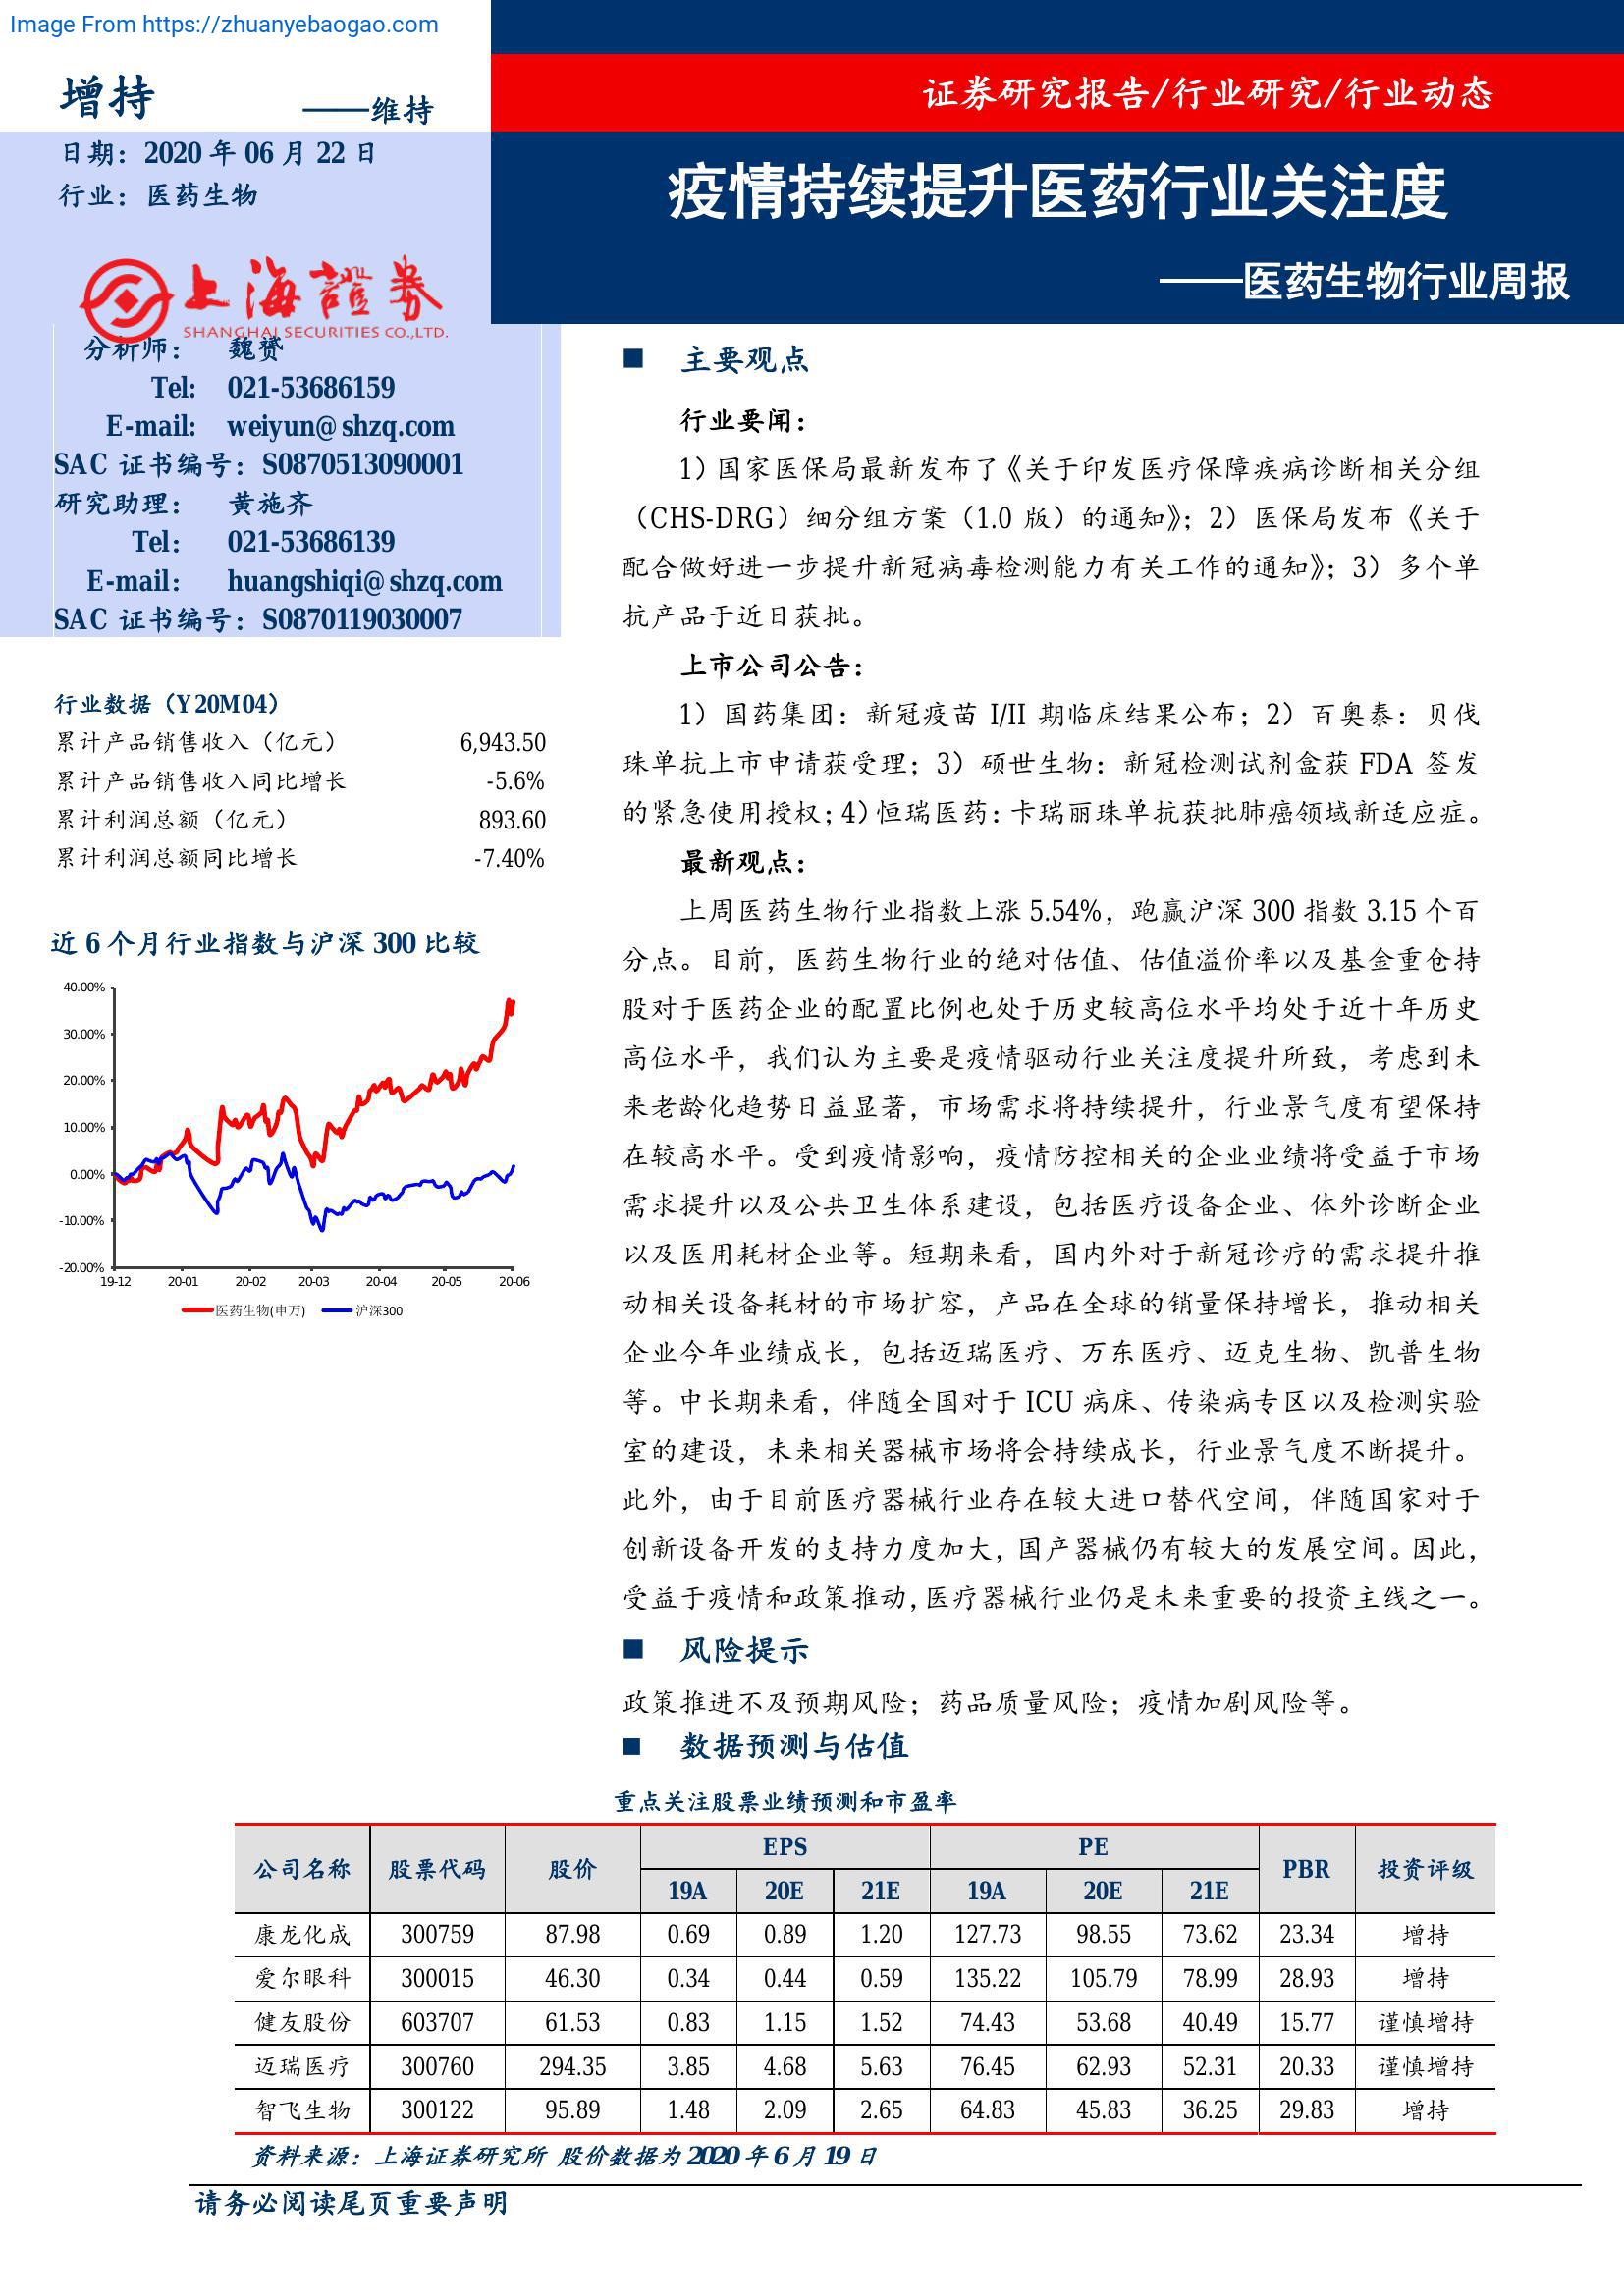 Image From https://zhuanyebaogao.com
增持 ——维持
日期：2020 年 06 月 22 日
行业：医药生物
证券研究报告/行业研究/行业动态
疫情持续提升医药行业关注度
——医药生物行业周报
上海證券
SHANGHAI SECURITIES CO.,LTD.
分析师： 魏赟
Tel: 021-53686159
E-mail: weiyun@shzq.com
SAC 证书编号：S0870513090001
研究助理： 黄施齐
Tel： 021-53686139
E-mail： huangshiqi@shzq.com
SAC 证书编号：S0870119030007
行业数据（Y20M04）
累计产品销售收入（亿元） 6,943.50
累计产品销售收入同比增长 -5.6%
累计利润总额（亿元） 893.60
累计利润总额同比增长 -7.40%
近 6 个月行业指数与沪深 300 比较
40.00%
30.00%
20.00%
10.00%
0.00%
-10.00%
-20.00%
19-12 20-01 20-02 20-03 20-04 20-05 20-06
医药生物(申万) 沪深300
■ 主要观点
行业要闻：
1）国家医保局最新发布了《关于印发医疗保障疾病诊断相关分组
（CHS-DRG）细分组方案（1.0 版）的通知》；2）医保局发布《关于
配合做好进一步提升新冠病毒检测能力有关工作的通知》；3）多个单
抗产品于近日获批。
上市公司公告：
1）国药集团：新冠疫苗 I/II 期临床结果公布；2）百奥泰：贝伐
珠单抗上市申请获受理；3）硕世生物：新冠检测试剂盒获 FDA 签发
的紧急使用授权；4）恒瑞医药：卡瑞丽珠单抗获批肺癌领域新适应症。
最新观点：
上周医药生物行业指数上涨 5.54%，跑赢沪深 300 指数 3.15 个百
分点。目前，医药生物行业的绝对估值、估值溢价率以及基金重仓持
股对于医药企业的配置比例也处于历史较高位水平均处于近十年历史
高位水平，我们认为主要是疫情驱动行业关注度提升所致，考虑到未
来老龄化趋势日益显著，市场需求将持续提升，行业景气度有望保持
在较高水平。受到疫情影响，疫情防控相关的企业业绩将受益于市场
需求提升以及公共卫生体系建设，包括医疗设备企业、体外诊断企业
以及医用耗材企业等。短期来看，国内外对于新冠诊疗的需求提升推
动相关设备耗材的市场扩容，产品在全球的销量保持增长，推动相关
企业今年业绩成长，包括迈瑞医疗、万东医疗、迈克生物、凯普生物
等。中长期来看，伴随全国对于 ICU 病床、传染病专区以及检测实验
室的建设，未来相关器械市场将会持续成长，行业景气度不断提升。
此外，由于目前医疗器械行业存在较大进口替代空间，伴随国家对于
创新设备开发的支持力度加大，国产器械仍有较大的发展空间。因此，
受益于疫情和政策推动，医疗器械行业仍是未来重要的投资主线之一。
■ 风险提示
政策推进不及预期风险；药品质量风险；疫情加剧风险等。
■ 数据预测与估值
重点关注股票业绩预测和市盈率
公司名称 股票代码 股价 EPS PE PBR 投资评级
19A 20E 21E 19A 20E 21E
康龙化成 300759 87.98 0.69 0.89 1.20 127.73 98.55 73.62 23.34 增持
爱尔眼科 300015 46.30 0.34 0.44 0.59 135.22 105.79 78.99 28.93 增持
健友股份 603707 61.53 0.83 1.15 1.52 74.43 53.68 40.49 15.77 谨慎增持
迈瑞医疗 300760 294.35 3.85 4.68 5.63 76.45 62.93 52.31 20.33 谨慎增持
智飞生物 300122 95.89 1.48 2.09 2.65 64.83 45.83 36.25 29.83 增持
资料来源：上海证券研究所 股价数据为 2020 年 6 月 19 日
请务必阅读尾页重要声明